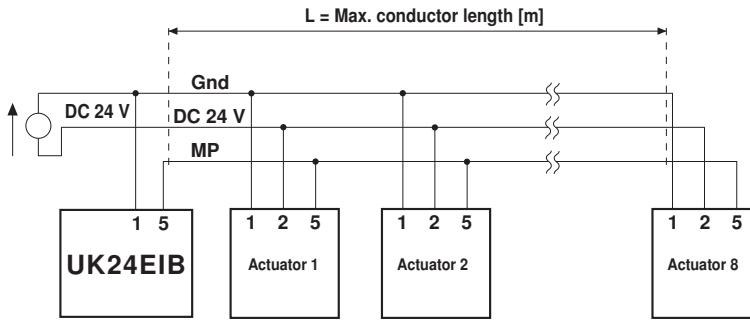 L = Max. conductor length [m]
Gnd
DC 24 V
DC 24 V
MP
1 5
1 2 5
1 2 5
1 2 5
UK24EIB
Actuator 1
Actuator 2
Actuator 8